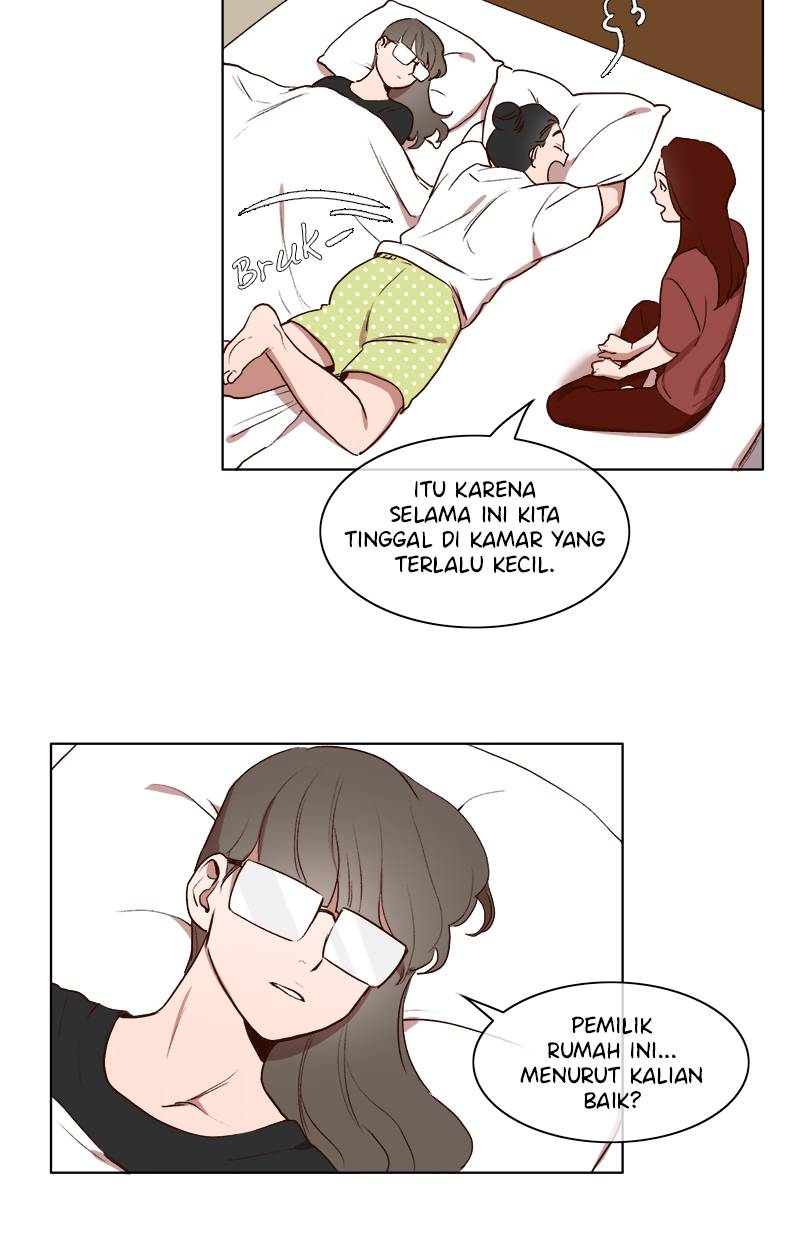 Bruk-
ITU KARENA
SELAMA INI KITA
TINGGAL DI KAMAR YANG
TERLALU KECIL.
PEMILIK
RUMAH INI...
MENURUT KALIAN
BAIK?